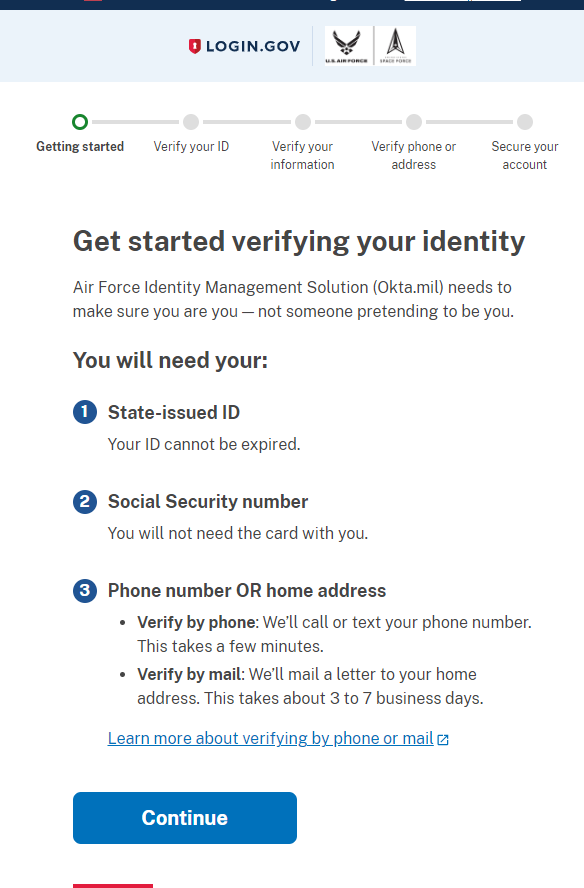 LOGIN.GOV
U.S. AIR FORCE
SPACE FORCE
Getting started
Verify your ID
Verify your
information
Verify phone or
address
Secure your
account
Get started verifying your identity
Air Force Identity Management Solution (Okta.mil) needs to
make sure you are you — not someone pretending to be you.
You will need your:
1 State-issued ID
Your ID cannot be expired.
2 Social Security number
You will not need the card with you.
3 Phone number OR home address
• Verify by phone: We’ll call or text your phone number.
This takes a few minutes.
• Verify by mail: We’ll mail a letter to your home
address. This takes about 3 to 7 business days.
Learn more about verifying by phone or mail
Continue